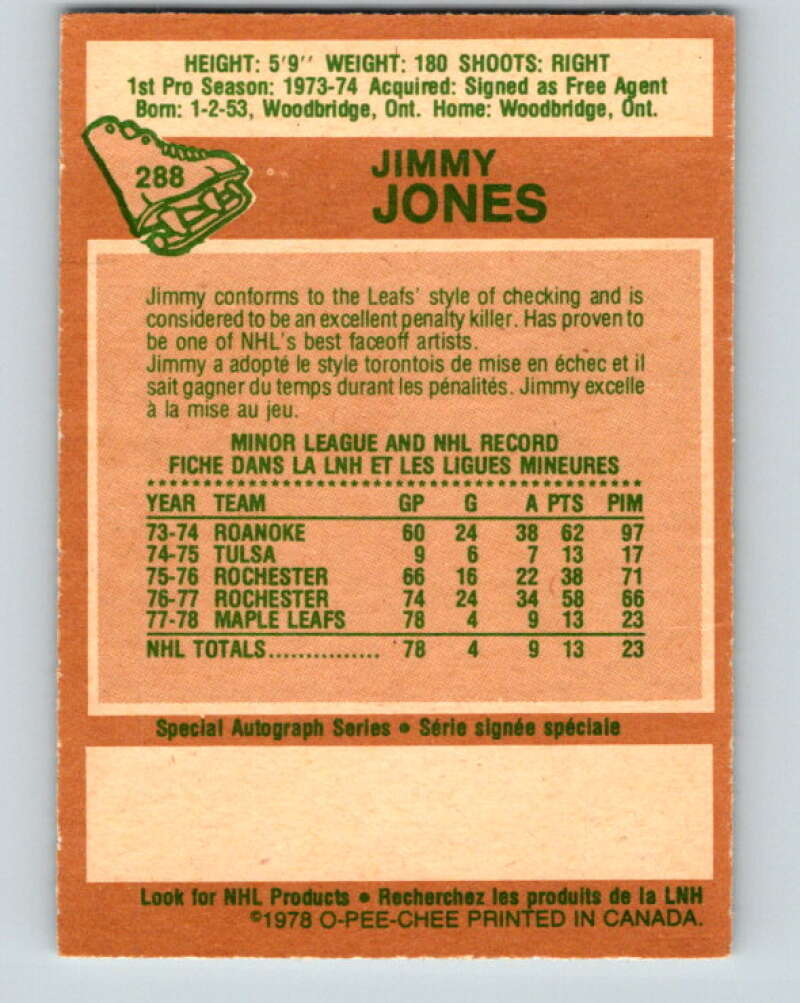 HEIGHT: 5'9'' WEIGHT: 180 SHOOTS: RIGHT
1st Pro Season: 1973-74 Acquired: Signed as Free Agent
Born: 1-2-53, Woodbridge, Ont. Home: Woodbridge, Ont.
288
JIMMY
JONES
Jimmy conforms to the Leafs' style of checking and is
considered to be an excellent penalty killer. Has proven to
be one of NHL's best faceoff artists.
Jimmy a adopté le style torontois de mise en échec et il
sait gagner du temps durant les pénalités. Jimmy excelle
à la mise au jeu.
MINOR LEAGUE AND NHL RECORD
FICHE DANS LA LNH ET LES LIGUES MINEURES
YEAR TEAM GP G A PTS PIM
73-74 ROANOKE 60 24 38 62 97
74-75 TULSA 9 6 7 13 17
75-76 ROCHESTER 66 16 22 38 71
76-77 ROCHESTER 74 24 34 58 66
77-78 MAPLE LEAFS 78 4 9 13 23
NHL TOTALS............... 78 4 9 13 23
Special Autograph Series • Série signée spéciale
Look for NHL Products • Recherchez les produits de la LNH
©1978 O-PEE-CHEE PRINTED IN CANADA.